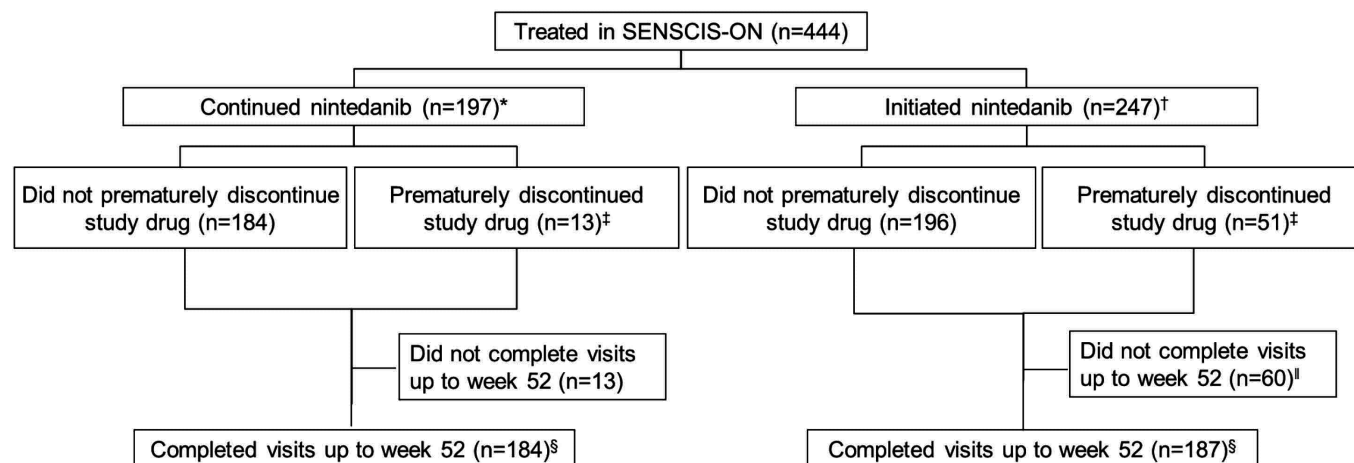 Treated in SENSCIS-ON (n=444)
Continued nintedanib (n=197)*
Initiated nintedanib (n=247)†
Did not prematurely discontinue
study drug (n=184)
Prematurely discontinued
study drug (n=13)‡
Did not prematurely discontinue
study drug (n=196)
Prematurely discontinued
study drug (n=51)‡
Did not complete visits
up to week 52 (n=13)
Did not complete visits
up to week 52 (n=60)‖
Completed visits up to week 52 (n=184)§
Completed visits up to week 52 (n=187)§